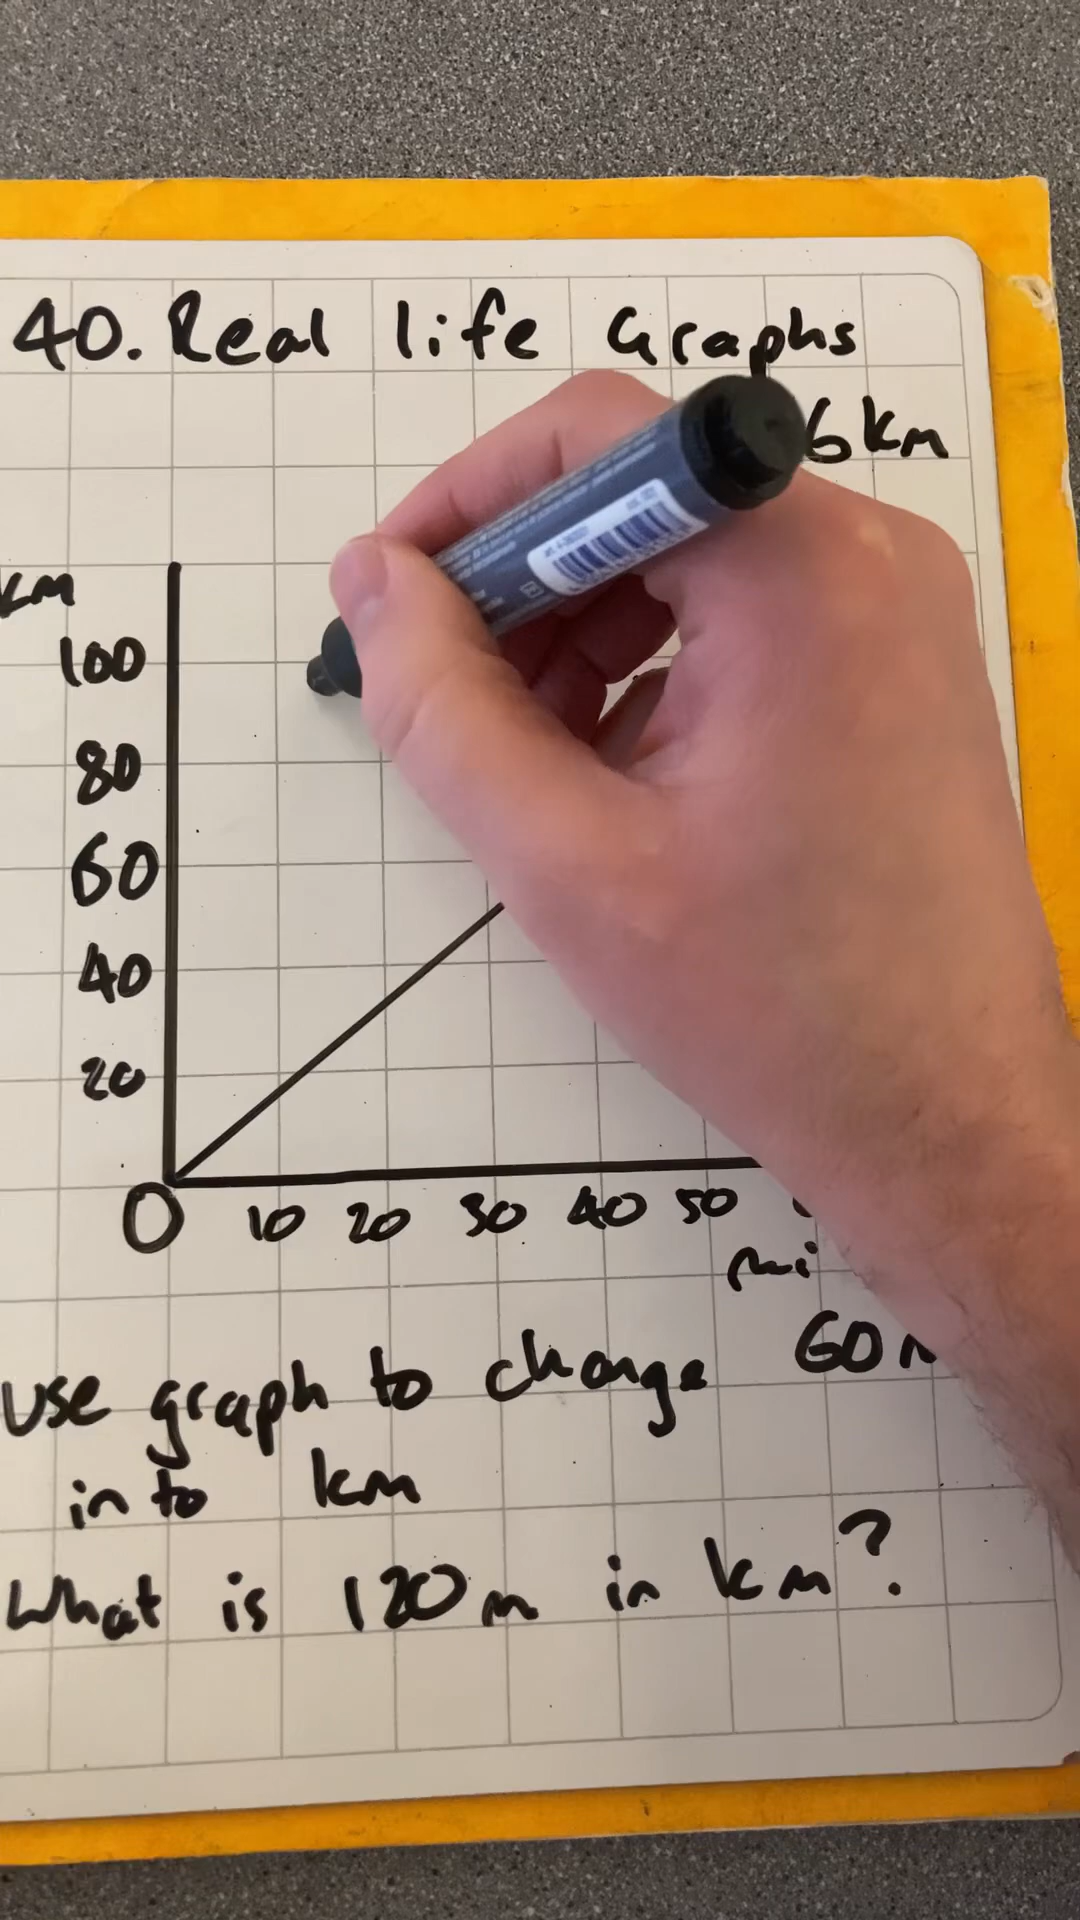 40. Real life Graphs
6km
km
100
80
60
40
20
0 10 20 30 40 50
mi
use graph to change 60
in to km
What is 120m in km?